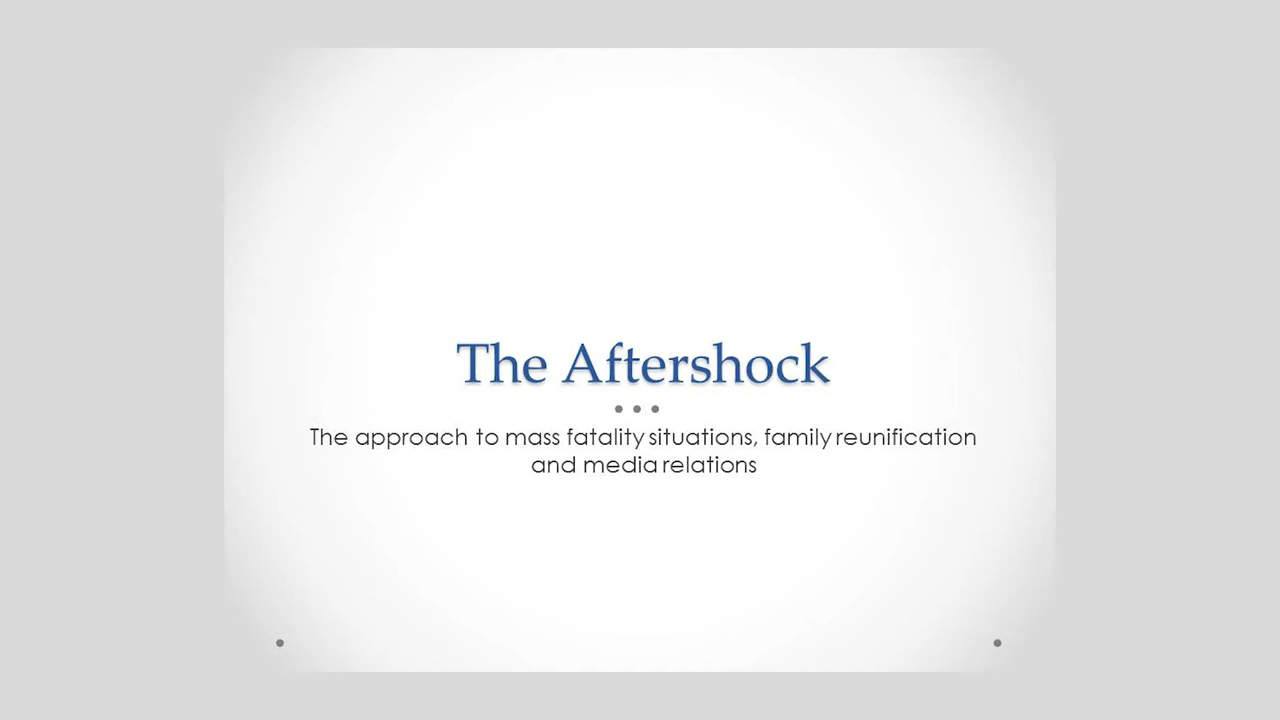 The Aftershock
The approach to mass fatality situations, family reunification
and media relations